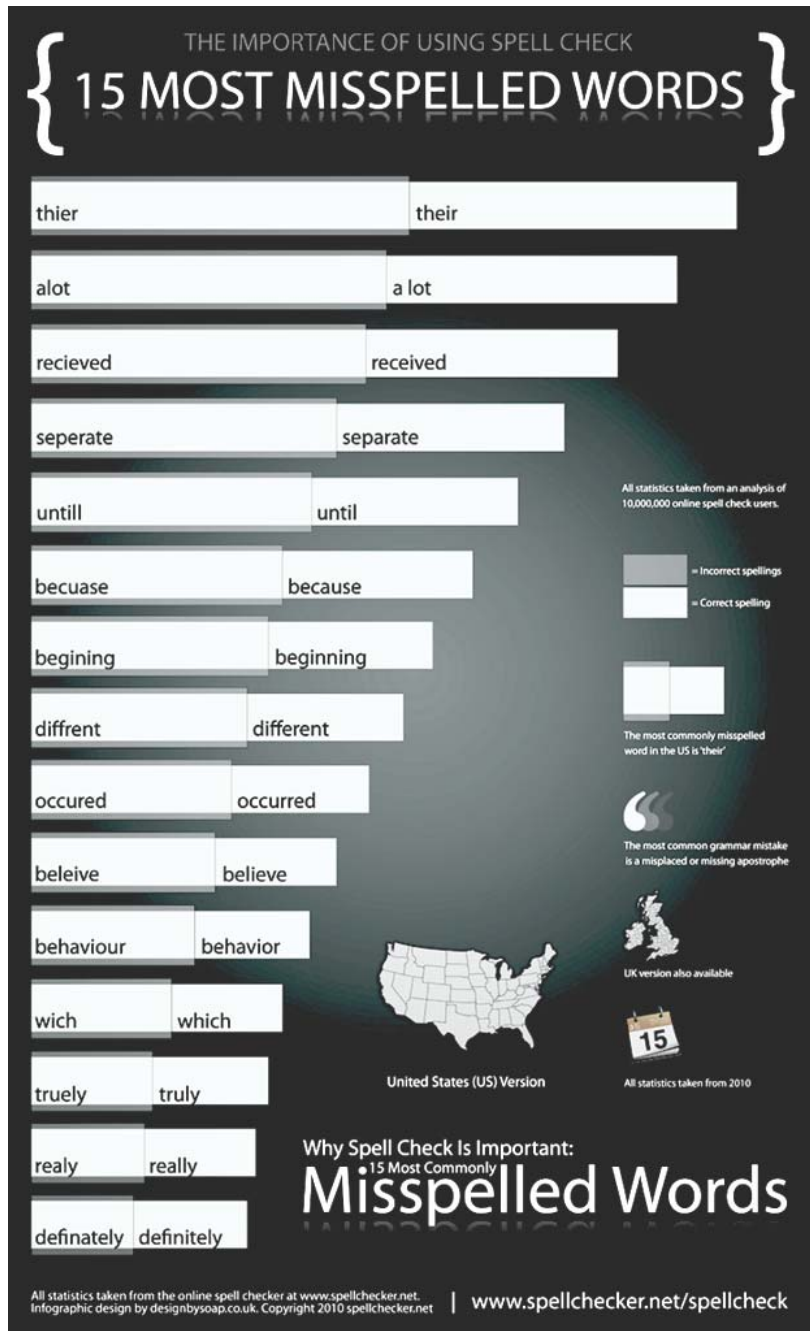 THE IMPORTANCE OF USING SPELL CHECK
{ 15 MOST MISSPELLED WORDS }
thier their
alot a lot
recieved received
seperate separate
untill until
becuase because
begining beginning
diffrent different
occured occurred
beleive believe
behaviour behavior
wich which
truely truly
realy really
definately definitely
All statistics taken from an analysis of
10,000,000 online spell check users.
= Incorrect spellings
= Correct spelling
The most commonly misspelled
word in the US is 'their'
The most common grammar mistake
is a misplaced or missing apostrophe
UK version also available
15
All statistics taken from 2010
United States (US) Version
Why Spell Check Is Important:
15 Most Commonly
Misspelled Words
All statistics taken from the online spell checker at www.spellchecker.net.
Infographic design by designbysoap.co.uk. Copyright 2010 spellchecker.net
| www.spellchecker.net/spellcheck